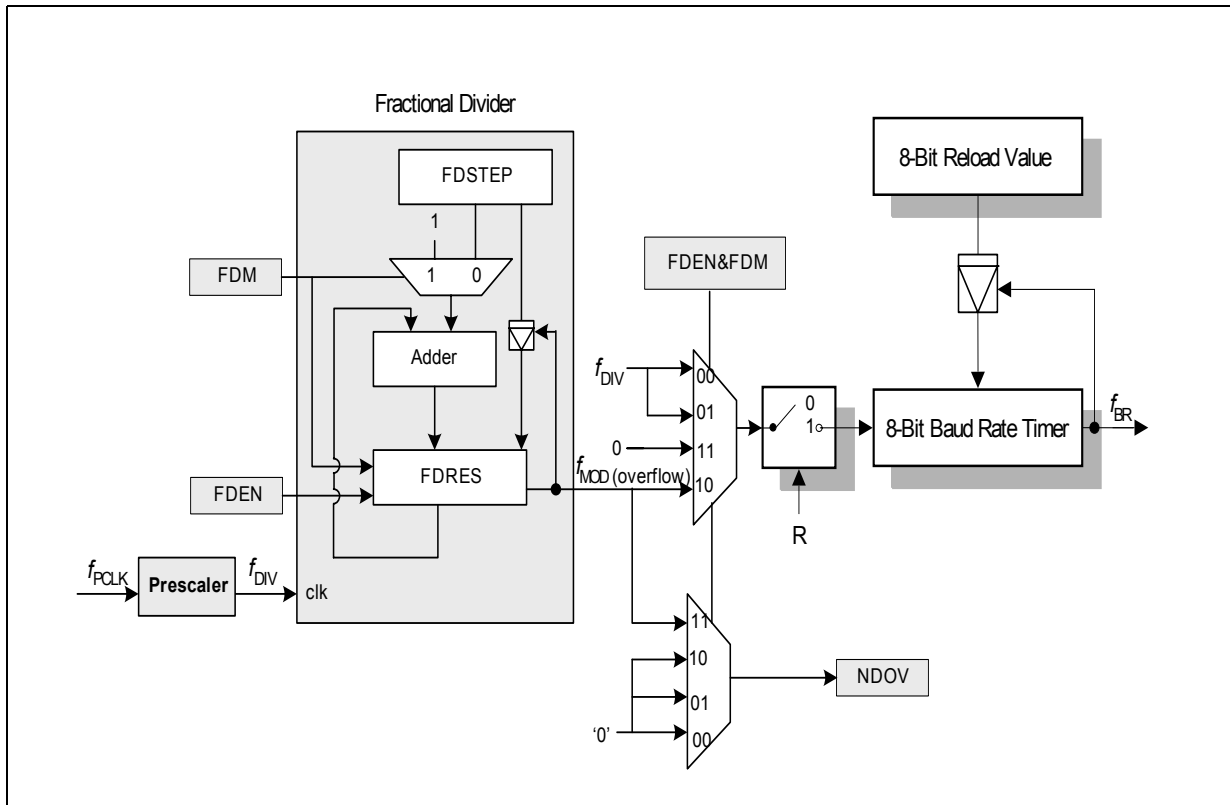 Fractional Divider
8-Bit Reload Value
FDSTEP
1
FDM
1 0
FDEN&FDM
Adder
fDIV
00
01
0
11
10
0
1
8-Bit Baud Rate Timer
fBR
FDRES
fMOD (overflow)
FDEN
R
fPCLK
Prescaler
fDIV
clk
11
10
01
00
‘0’
NDOV